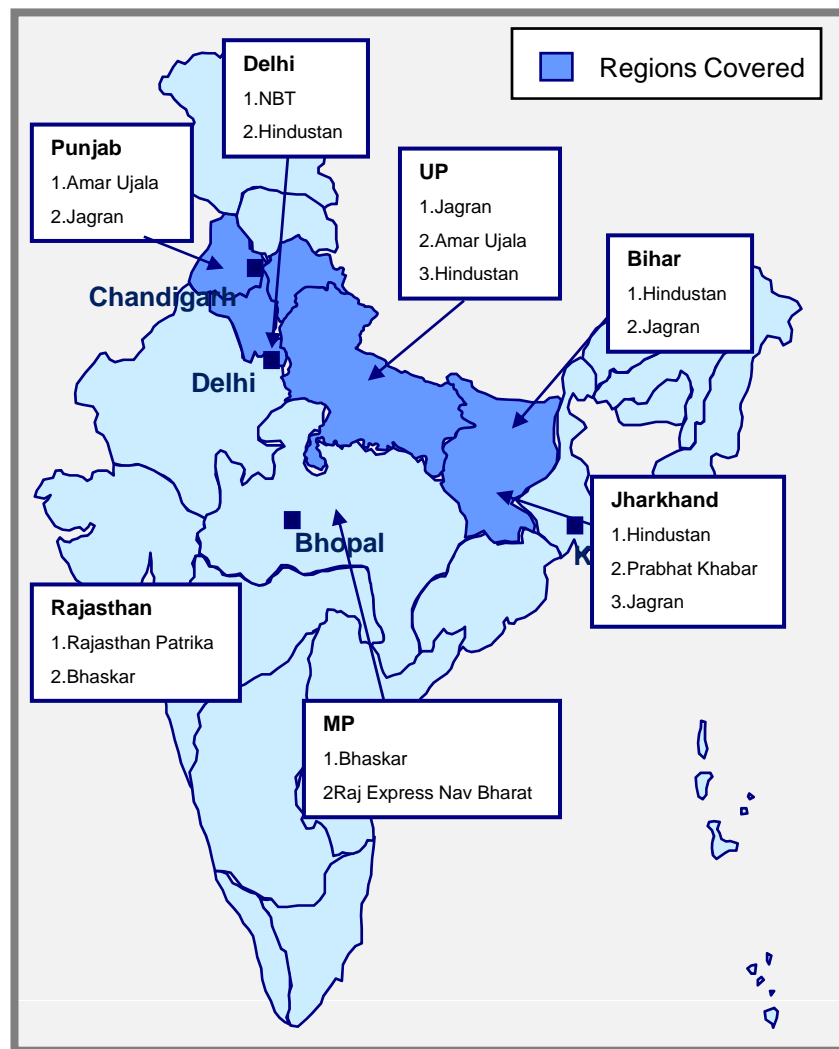 Delhi
1.NBT
2.Hindustan
Regions Covered
Punjab
1.Amar Ujala
2.Jagran
UP
1.Jagran
2.Amar Ujala
3.Hindustan
Bihar
1.Hindustan
2.Jagran
Chandigarh
Delhi
Bhopal
K
Jharkhand
1.Hindustan
2.Prabhat Khabar
3.Jagran
Rajasthan
1.Rajasthan Patrika
2.Bhaskar
MP
1.Bhaskar
2Raj Express Nav Bharat